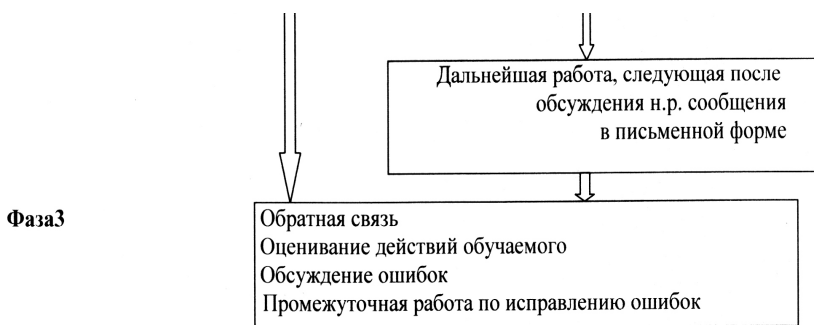 Дальнейшая работа, следующая после
обсуждения н.р. сообщения
в письменной форме
Фаза3
Обратная связь
Оценивание действий обучаемого
Обсуждение ошибок
Промежуточная работа по исправлению ошибок